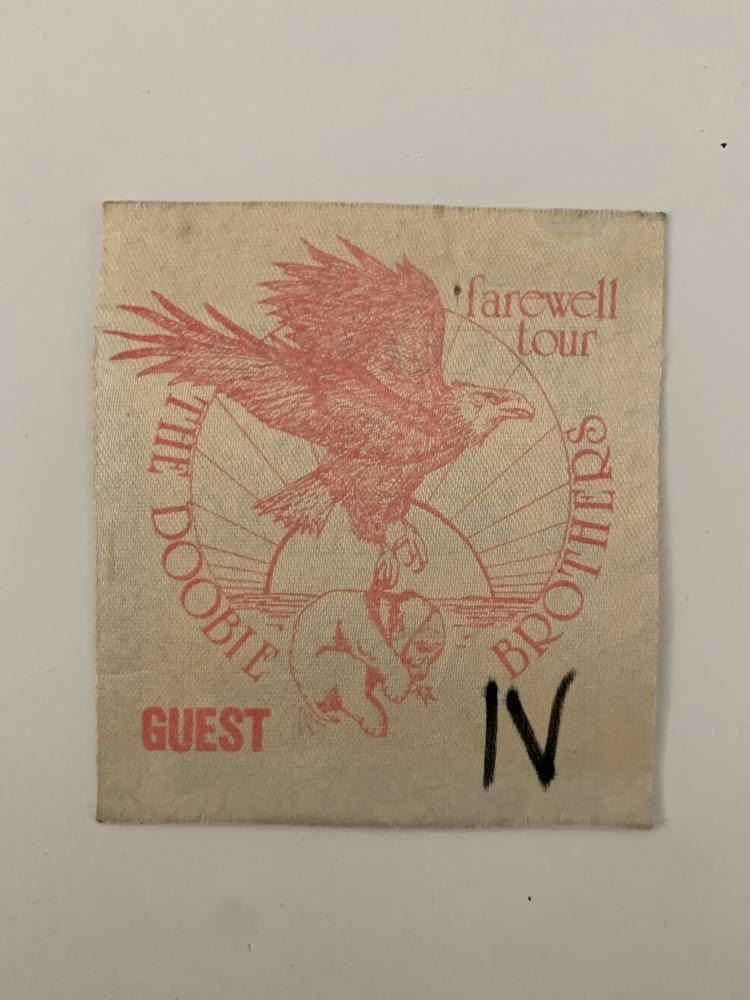 farewell
tour
THE DOOBIE BROTHERS
GUEST
IV